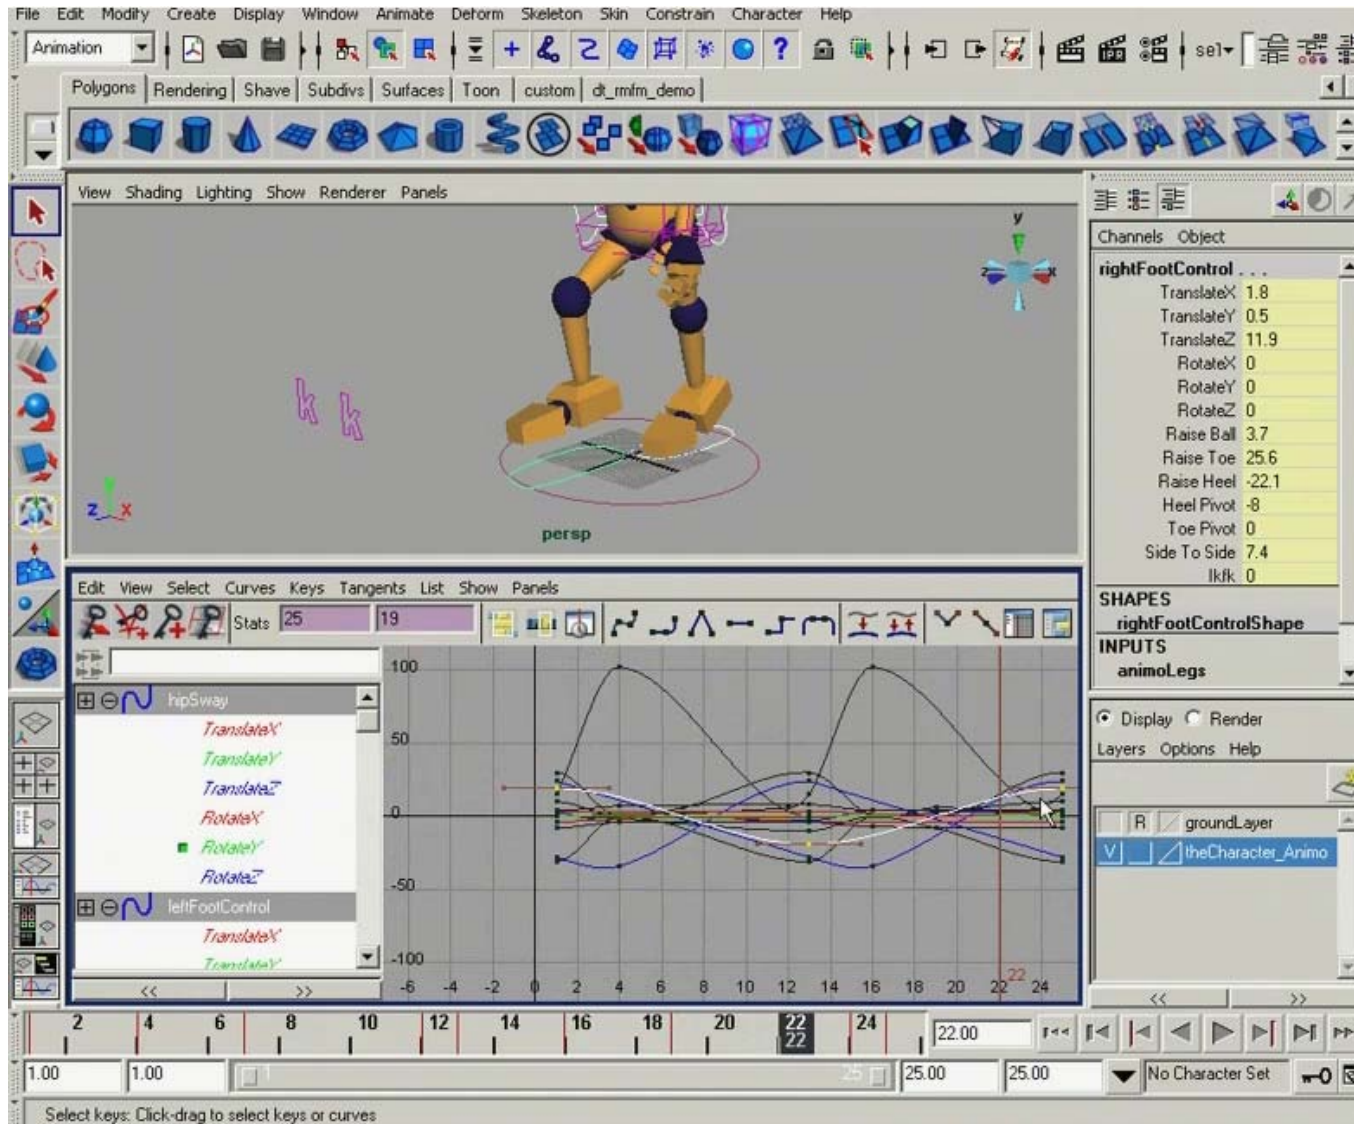 File Edit Modify Create Display Window Animate Deform Skeleton Skin Constrain Character Help
Animation
sel
Polygons Rendering Shave Subdivs Surfaces Toon custom dt_rmfm_demo
View Shading Lighting Show Renderer Panels
y
z x
k k
y
z x
persp
Channels Object
rightFootControl . . .
TranslateX 1.8
TranslateY 0.5
TranslateZ 11.9
RotateX 0
RotateY 0
RotateZ 0
Raise Ball 3.7
Raise Toe 25.6
Raise Heel -22.1
Heel Pivot -8
Toe Pivot 0
Side To Side 7.4
Ikfk 0
SHAPES
rightFootControlShape
INPUTS
animoLegs
Edit View Select Curves Keys Tangents List Show Panels
Stats 25 19
hipSway
TranslateX
TranslateY
TranslateZ
RotateX
RotateY
RotateZ
leftFootControl
TranslateX
TranslateY
<< >>
100
50
0
-50
-100
-6 -4 -2 0 2 4 6 8 10 12 14 16 18 20 22 24
22
Display Render
Layers Options Help
R groundLayer
V theCharacter_Animo
<< >>
2 4 6 8 10 12 14 16 18 20 22 24
22
22.00
1.00 1.00 1 25 25.00 25.00 No Character Set
Select keys: Click-drag to select keys or curves